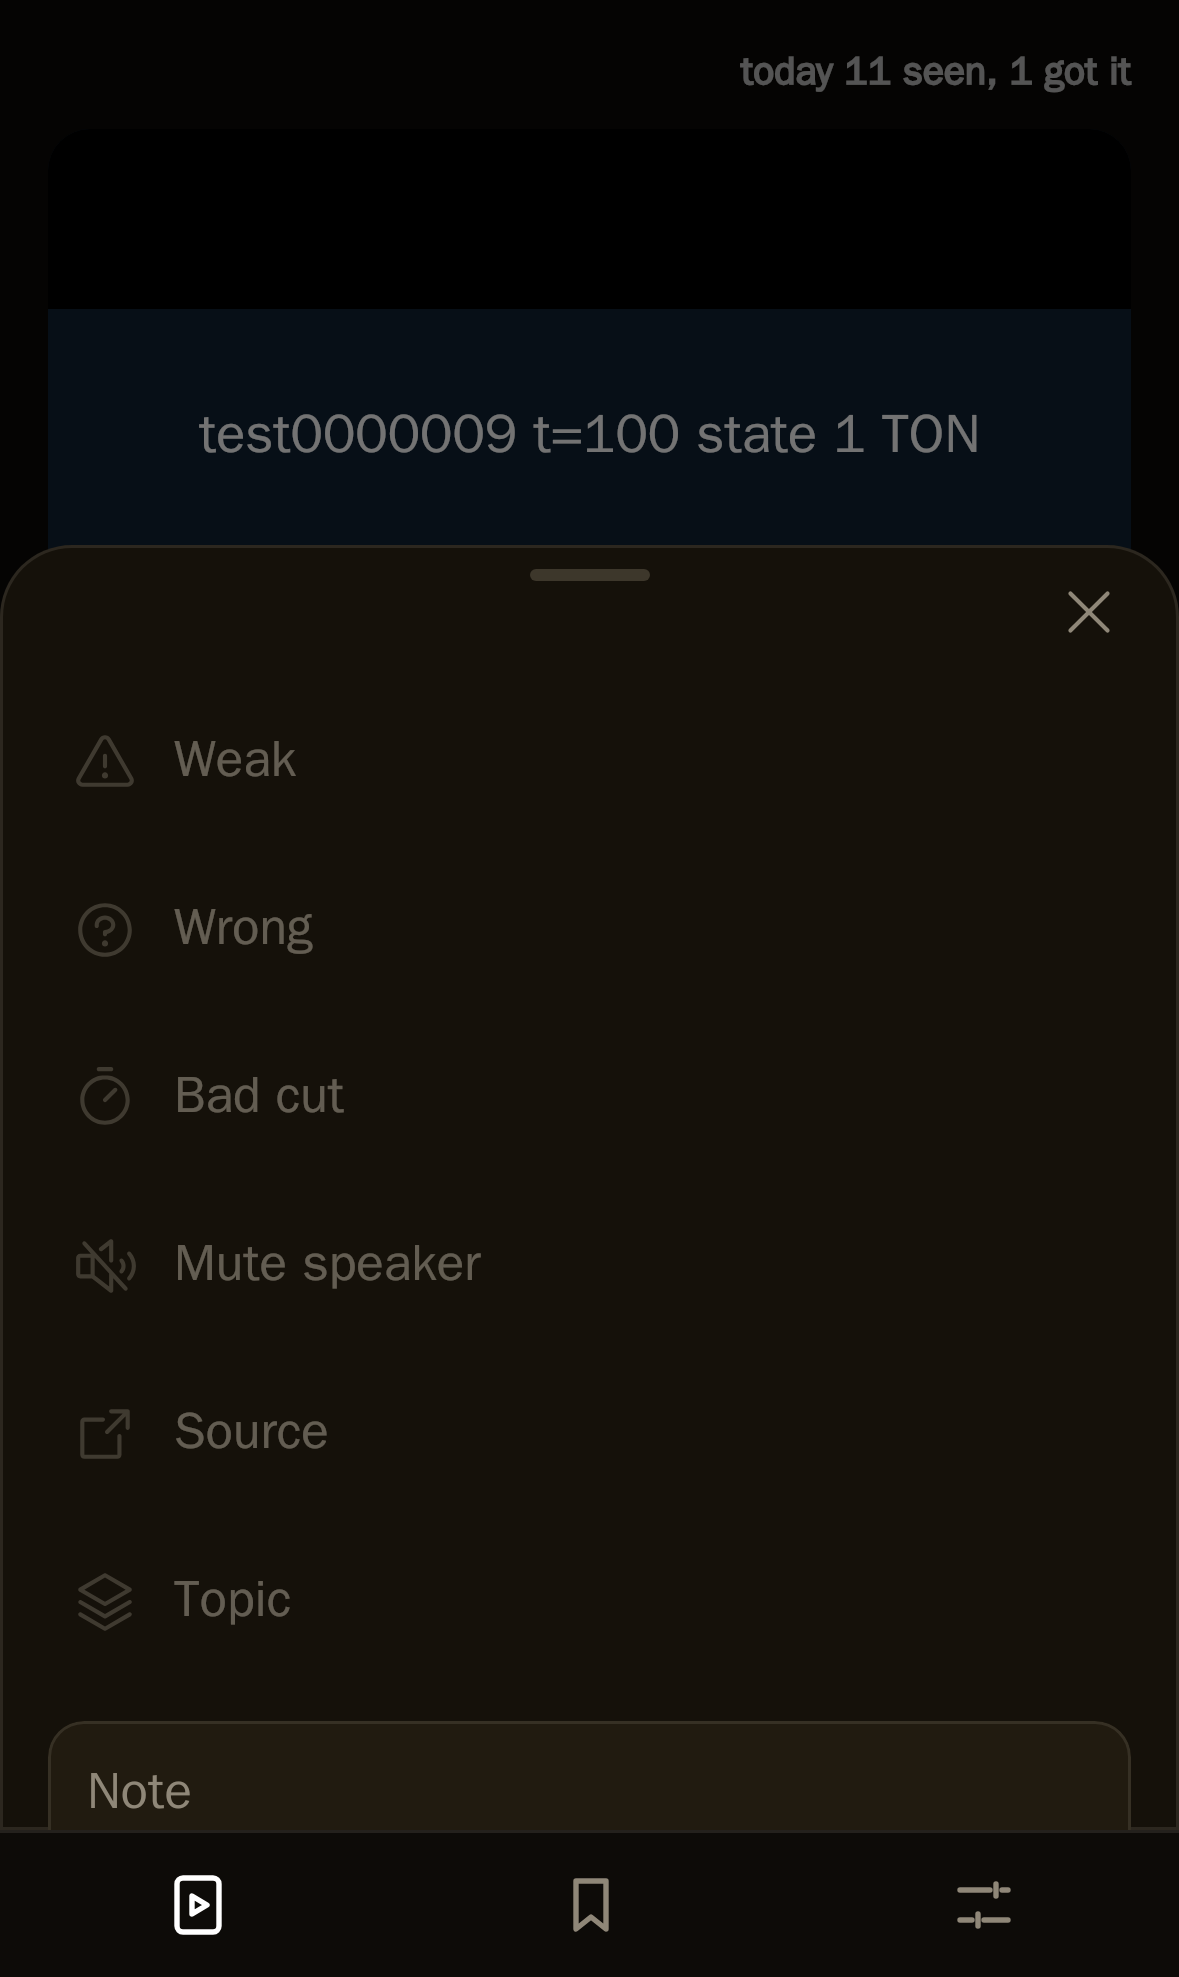 today 11 seen, 1 got it
test0000009 t=100 state 1 TON
Weak
Wrong
Bad cut
Mute speaker
Source
Topic
Note